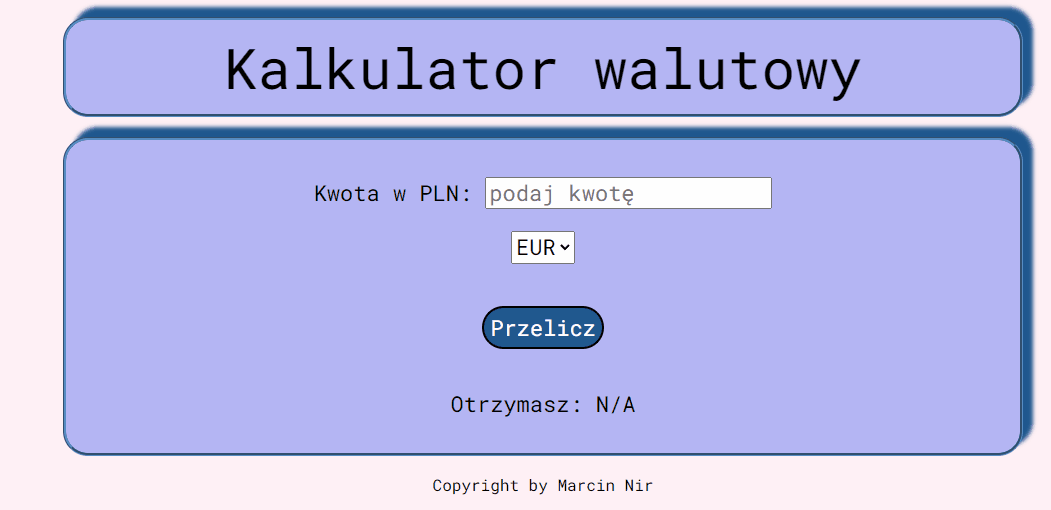 Kalkulator walutowy
Kwota w PLN: podaj kwotę
EUR
Przelicz
Otrzymasz: N/A
Copyright by Marcin Nir